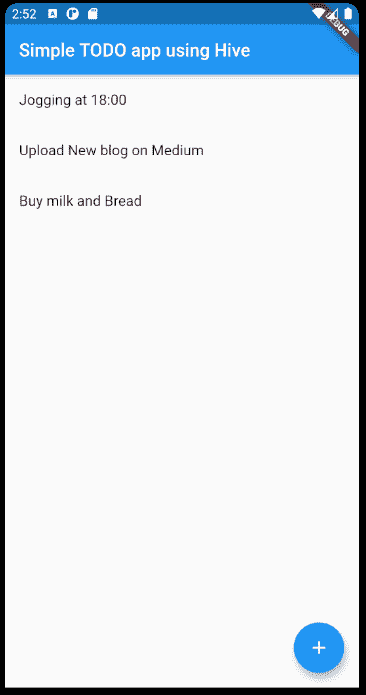 2:52
DEBUG
Simple TODO app using Hive
Jogging at 18:00
Upload New blog on Medium
Buy milk and Bread